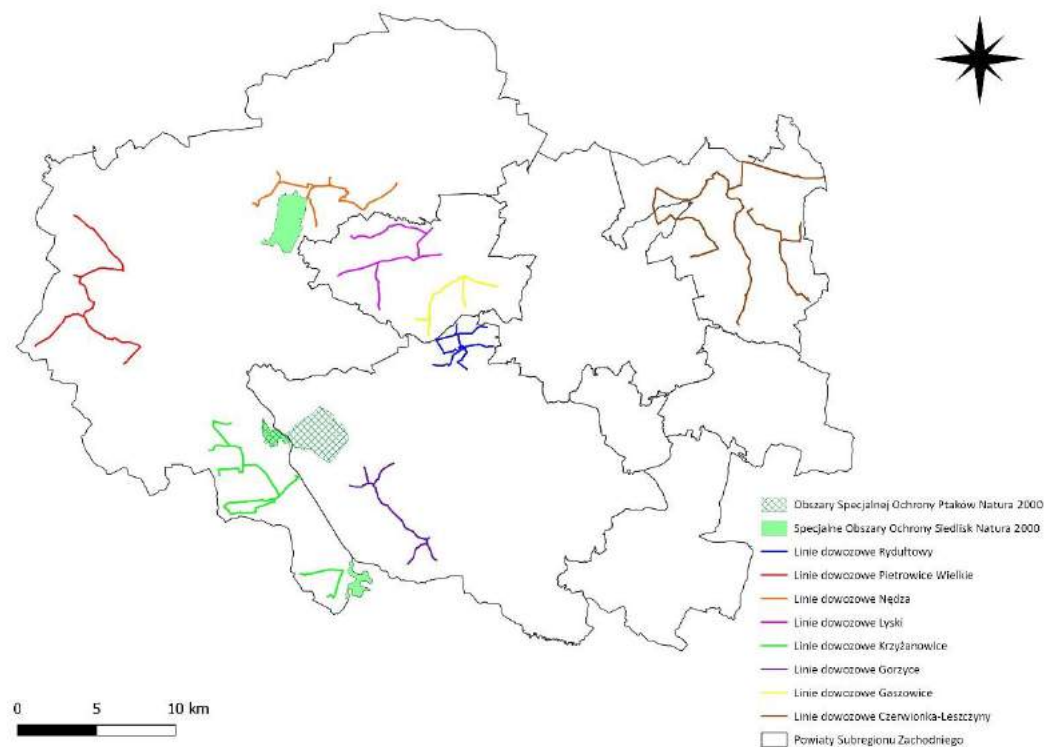 Obszary Specjalnej Ochrony Ptaków Natura 2000
Specjalne Obszary Ochrony Siedlisk Natura 2000
Linie dowozowe Rydułtowy
Linie dowozowe Pietrowice Wielkie
Linie dowozowe Nędza
Linie dowozowe Lyski
Linie dowozowe Krzyżanowice
Linie dowozowe Gorzyce
Linie dowozowe Gaszowice
Linie dowozowe Czerwionka-Leszczyny
Powiaty Subregionu Zachodniego
0 5 10 km